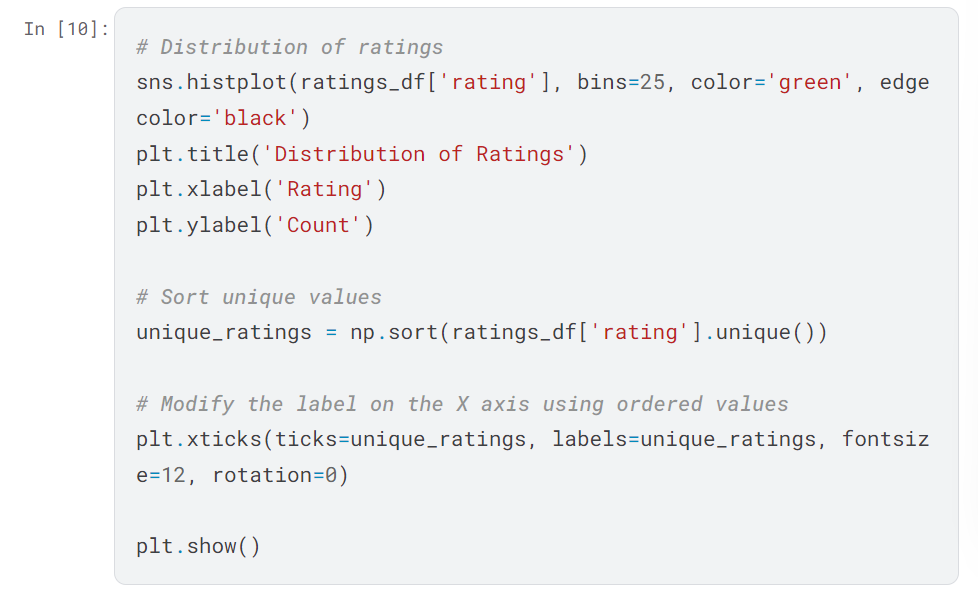 In [10]:
# Distribution of ratings
sns.histplot(ratings_df['rating'], bins=25, color='green', edge
color='black')
plt.title('Distribution of Ratings')
plt.xlabel('Rating')
plt.ylabel('Count')
# Sort unique values
unique_ratings = np.sort(ratings_df['rating'].unique())
# Modify the label on the X axis using ordered values
plt.xticks(ticks=unique_ratings, labels=unique_ratings, fontsiz
e=12, rotation=0)
plt.show()